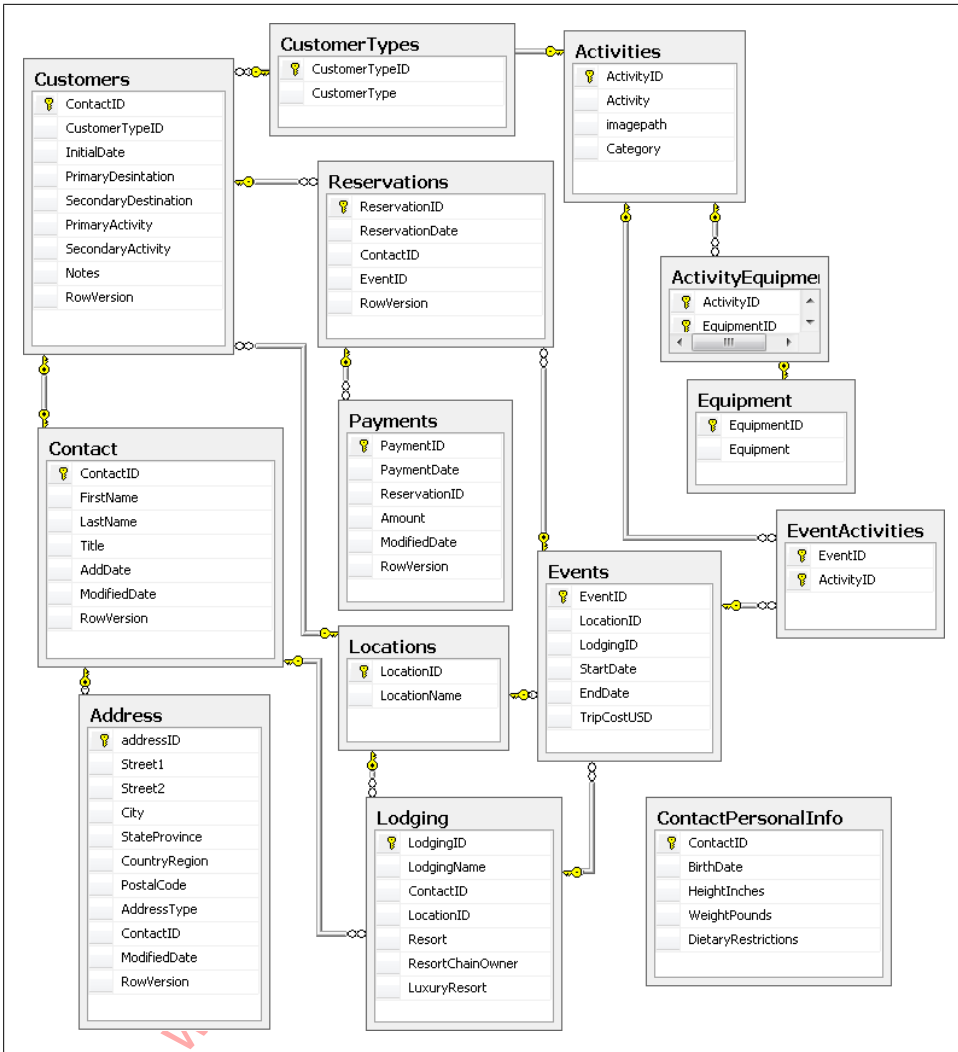 CustomerTypes
CustomerTypeID
CustomerType
Activities
ActivityID
Activity
imagepath
Category
Customers
ContactID
CustomerTypeID
InitialDate
PrimaryDesintation
SecondaryDestination
PrimaryActivity
SecondaryActivity
Notes
RowVersion
Reservations
ReservationID
ReservationDate
ContactID
EventID
RowVersion
ActivityEquipme
ActivityID
EquipmentID
Equipment
EquipmentID
Equipment
Payments
PaymentID
PaymentDate
ReservationID
Amount
ModifiedDate
RowVersion
Contact
ContactID
FirstName
LastName
Title
AddDate
ModifiedDate
RowVersion
EventActivities
EventID
ActivityID
Events
EventID
LocationID
LodgingID
StartDate
EndDate
TripCostUSD
Locations
LocationID
LocationName
Address
addressID
Street1
Street2
City
StateProvince
CountryRegion
PostalCode
AddressType
ContactID
ModifiedDate
RowVersion
Lodging
LodgingID
LodgingName
ContactID
LocationID
Resort
ResortChainOwner
LuxuryResort
ContactPersonalInfo
ContactID
BirthDate
HeightInches
WeightPounds
DietaryRestrictions